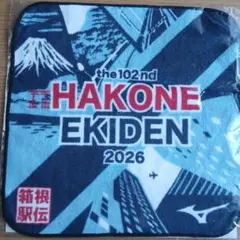 the 102nd
HAKONE
EKIDEN
2026
箱根
駅伝